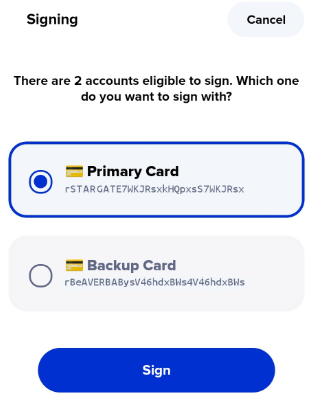 Signing
Cancel
There are 2 accounts eligible to sign. Which one
do you want to sign with?
Primary Card
rSTARGATE7WKJRsxkHQpxsS7WKJRsx
Backup Card
rBeAVERBABysV46hdxBWs4V46hdxBWs
Sign